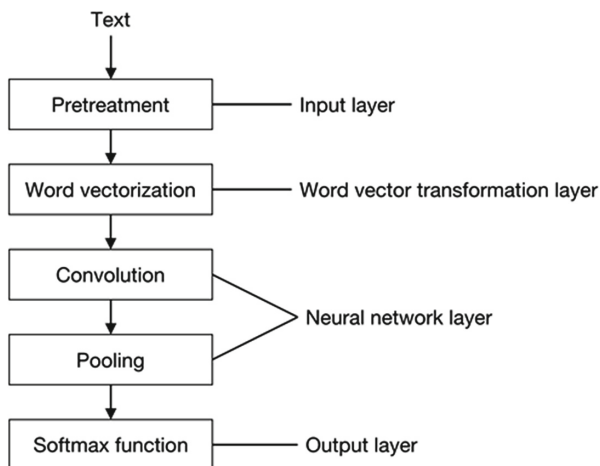 Text
Pretreatment
Input layer
Word vectorization
Word vector transformation layer
Convolution
Neural network layer
Pooling
Softmax function
Output layer